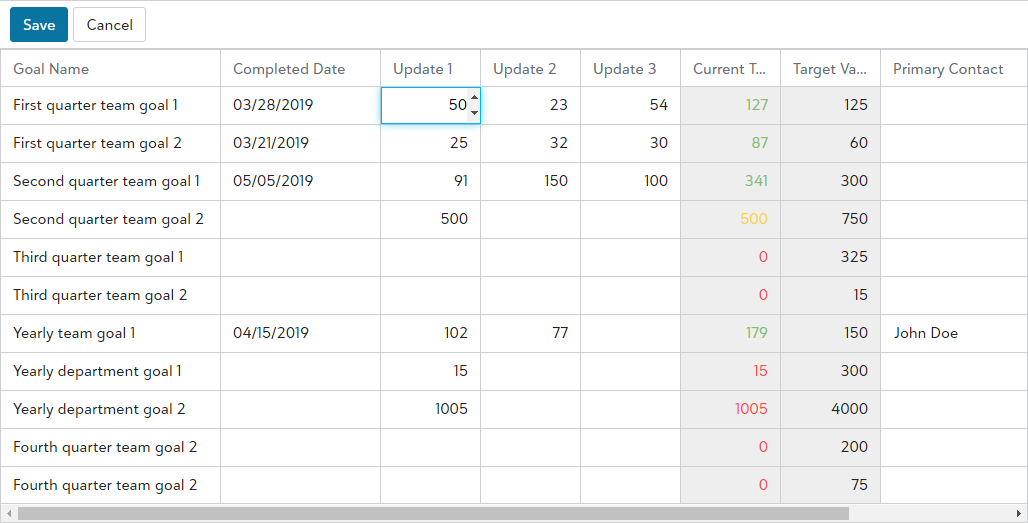 Save Cancel
Goal Name Completed Date Update 1 Update 2 Update 3 Current T... Target Va... Primary Contact
First quarter team goal 1 03/28/2019 50 23 54 127 125
First quarter team goal 2 03/21/2019 25 32 30 87 60
Second quarter team goal 1 05/05/2019 91 150 100 341 300
Second quarter team goal 2 500 500 750
Third quarter team goal 1 0 325
Third quarter team goal 2 0 15
Yearly team goal 1 04/15/2019 102 77 179 150 John Doe
Yearly department goal 1 15 15 300
Yearly department goal 2 1005 1005 4000
Fourth quarter team goal 2 0 200
Fourth quarter team goal 2 0 75